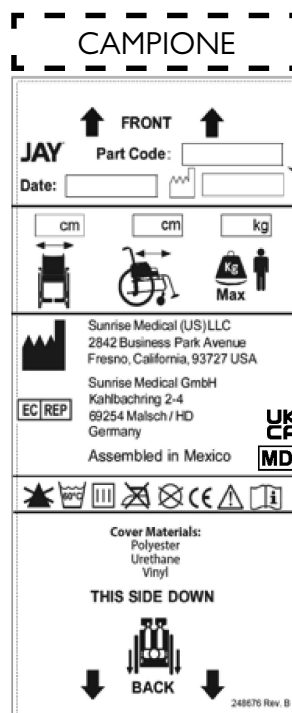 CAMPIONE
FRONT
JAY
Part Code:
Date:
cm
cm
kg
Kg
Max
Sunrise Medical (US) LLC
2842 Business Park Avenue
Fresno, California, 93727 USA
Sunrise Medical GmbH
Kahlbachring 2-4
69254 Malsch / HD
Germany
EC REP
UK
CA
Assembled in Mexico
MD
60°C
CE
i
Cover Materials:
Polyester
Urethane
Vinyl
THIS SIDE DOWN
BACK
248676 Rev. B